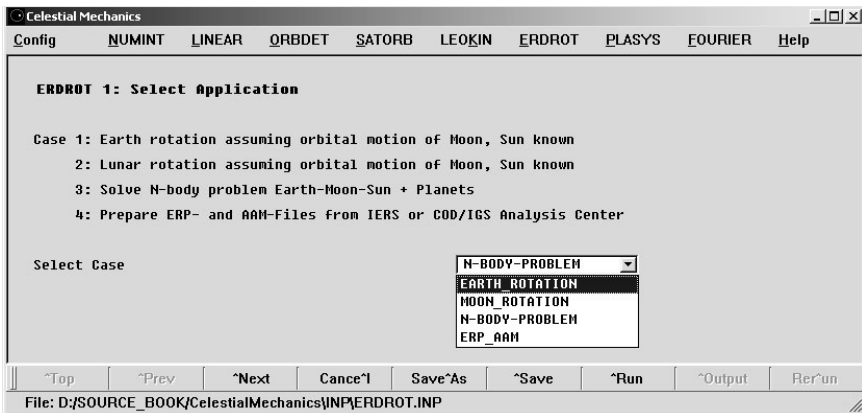 Celestial Mechanics
Config NUMINT LINEAR ORBDET SATORB LEOKIN ERDROT PLASYS FOURIER Help
ERDROT 1: Select Application
Case 1: Earth rotation assuming orbital motion of Moon, Sun known
2: Lunar rotation assuming orbital motion of Moon, Sun known
3: Solve N-body problem Earth-Moon-Sun + Planets
4: Prepare ERP- and AAM-Files from IERS or COD/IGS Analysis Center
Select Case N-BODY-PROBLEM
EARTH_ROTATION
MOON_ROTATION
N-BODY-PROBLEM
ERP_AAM
^Top ^Prev ^Next Cance^l Save^As ^Save ^Run ^Output Rer^un
File: D:/SOURCE_BOOK/CelestialMechanics\INP\ERDROT.INP